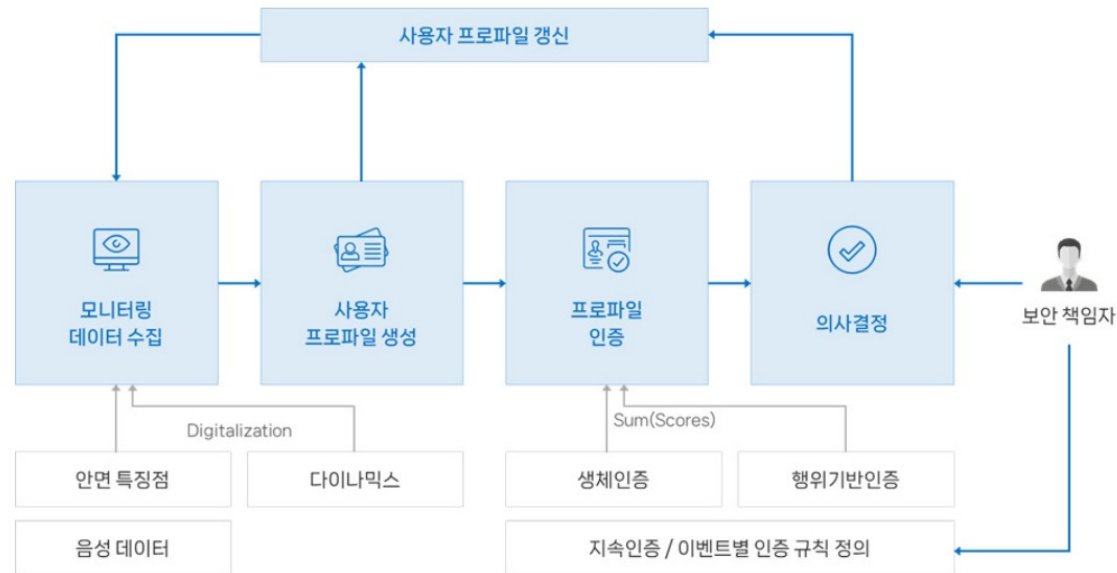 사용자 프로파일 갱신
모니터링
데이터 수집
사용자
프로파일 생성
프로파일
인증
의사결정
보안 책임자
Digitalization
Sum(Scores)
안면 특징점
다이나믹스
생체인증
행위기반인증
음성 데이터
지속인증 / 이벤트별 인증 규칙 정의